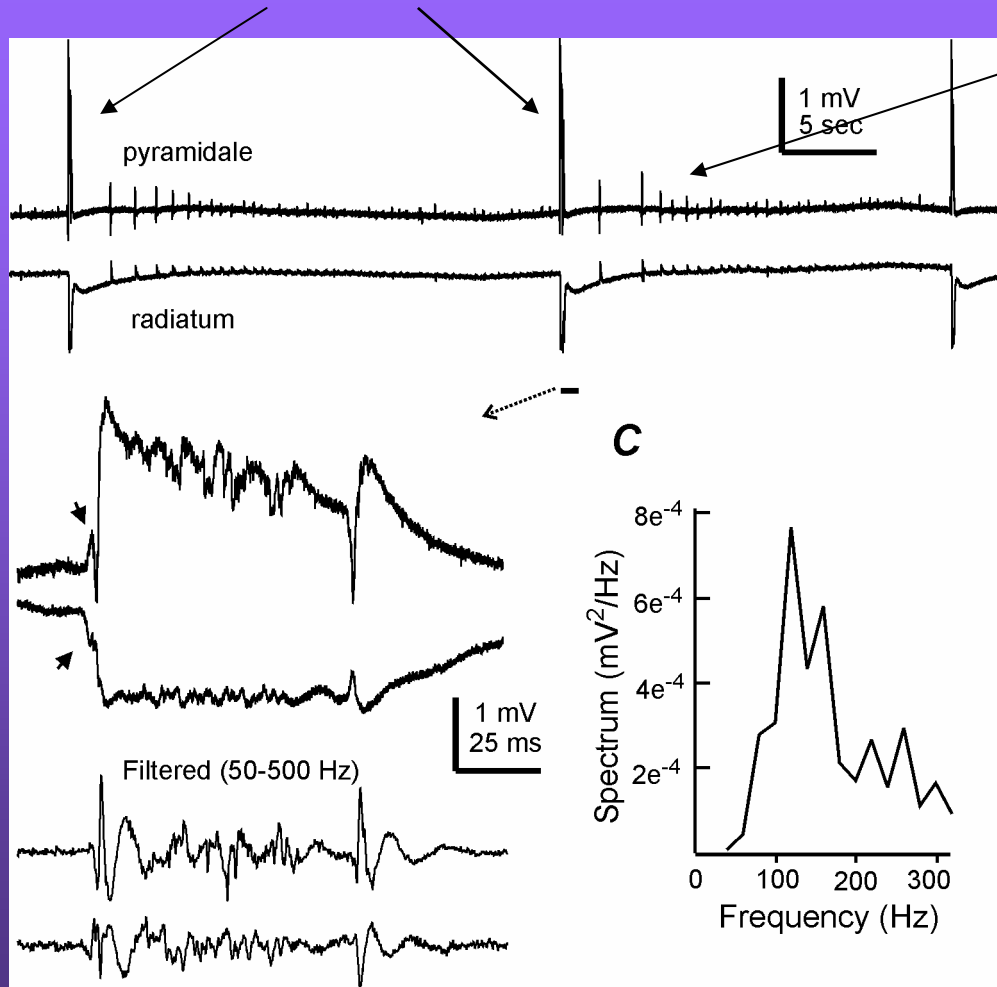 1 mV
5 sec
pyramidale
radiatum
C
8e-4
6e-4
4e-4
2e-4
Spectrum (mV2/Hz)
0
100
200
300
Frequency (Hz)
1 mV
25 ms
Filtered (50-500 Hz)